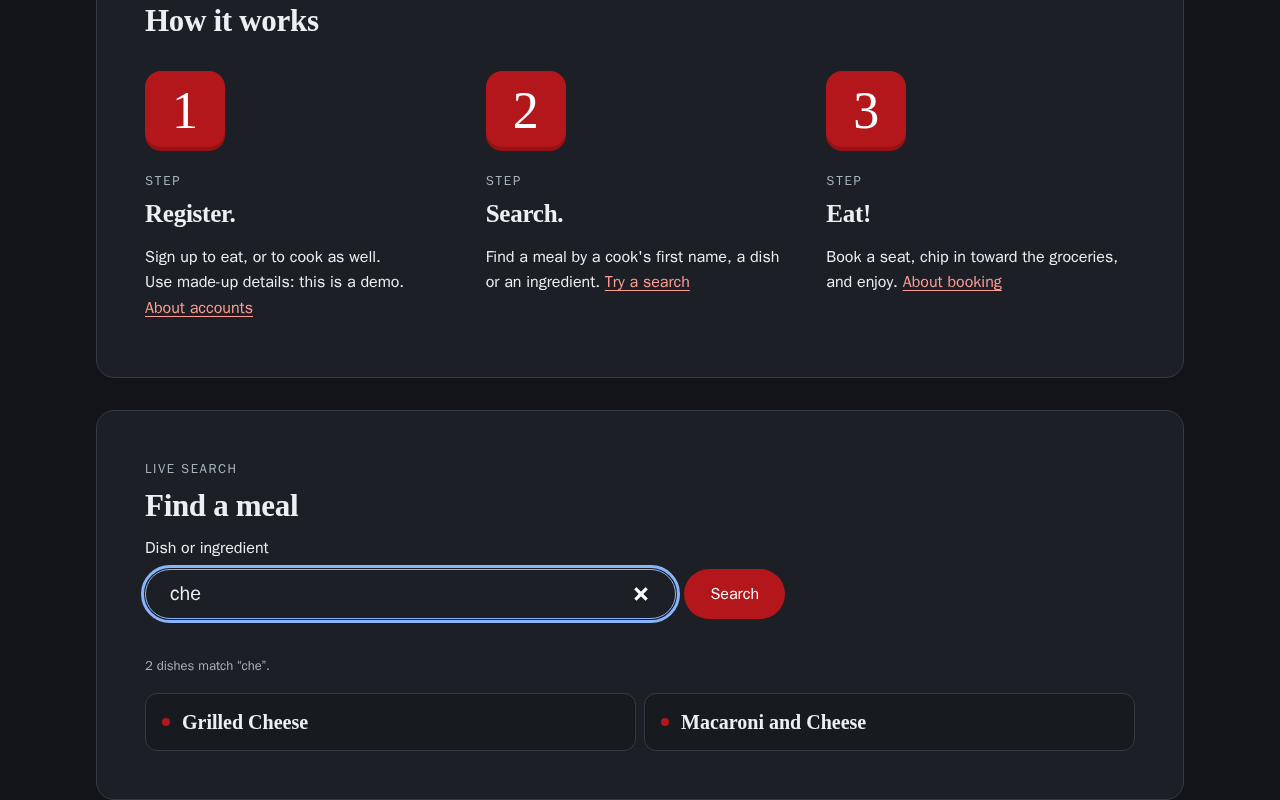 How it works
1
STEP
Register.
Sign up to eat, or to cook as well.
Use made-up details: this is a demo.
About accounts
2
STEP
Search.
Find a meal by a cook's first name, a dish
or an ingredient. Try a search
3
STEP
Eat!
Book a seat, chip in toward the groceries,
and enjoy. About booking
LIVE SEARCH
Find a meal
Dish or ingredient
che
Search
2 dishes match "che".
Grilled Cheese
Macaroni and Cheese